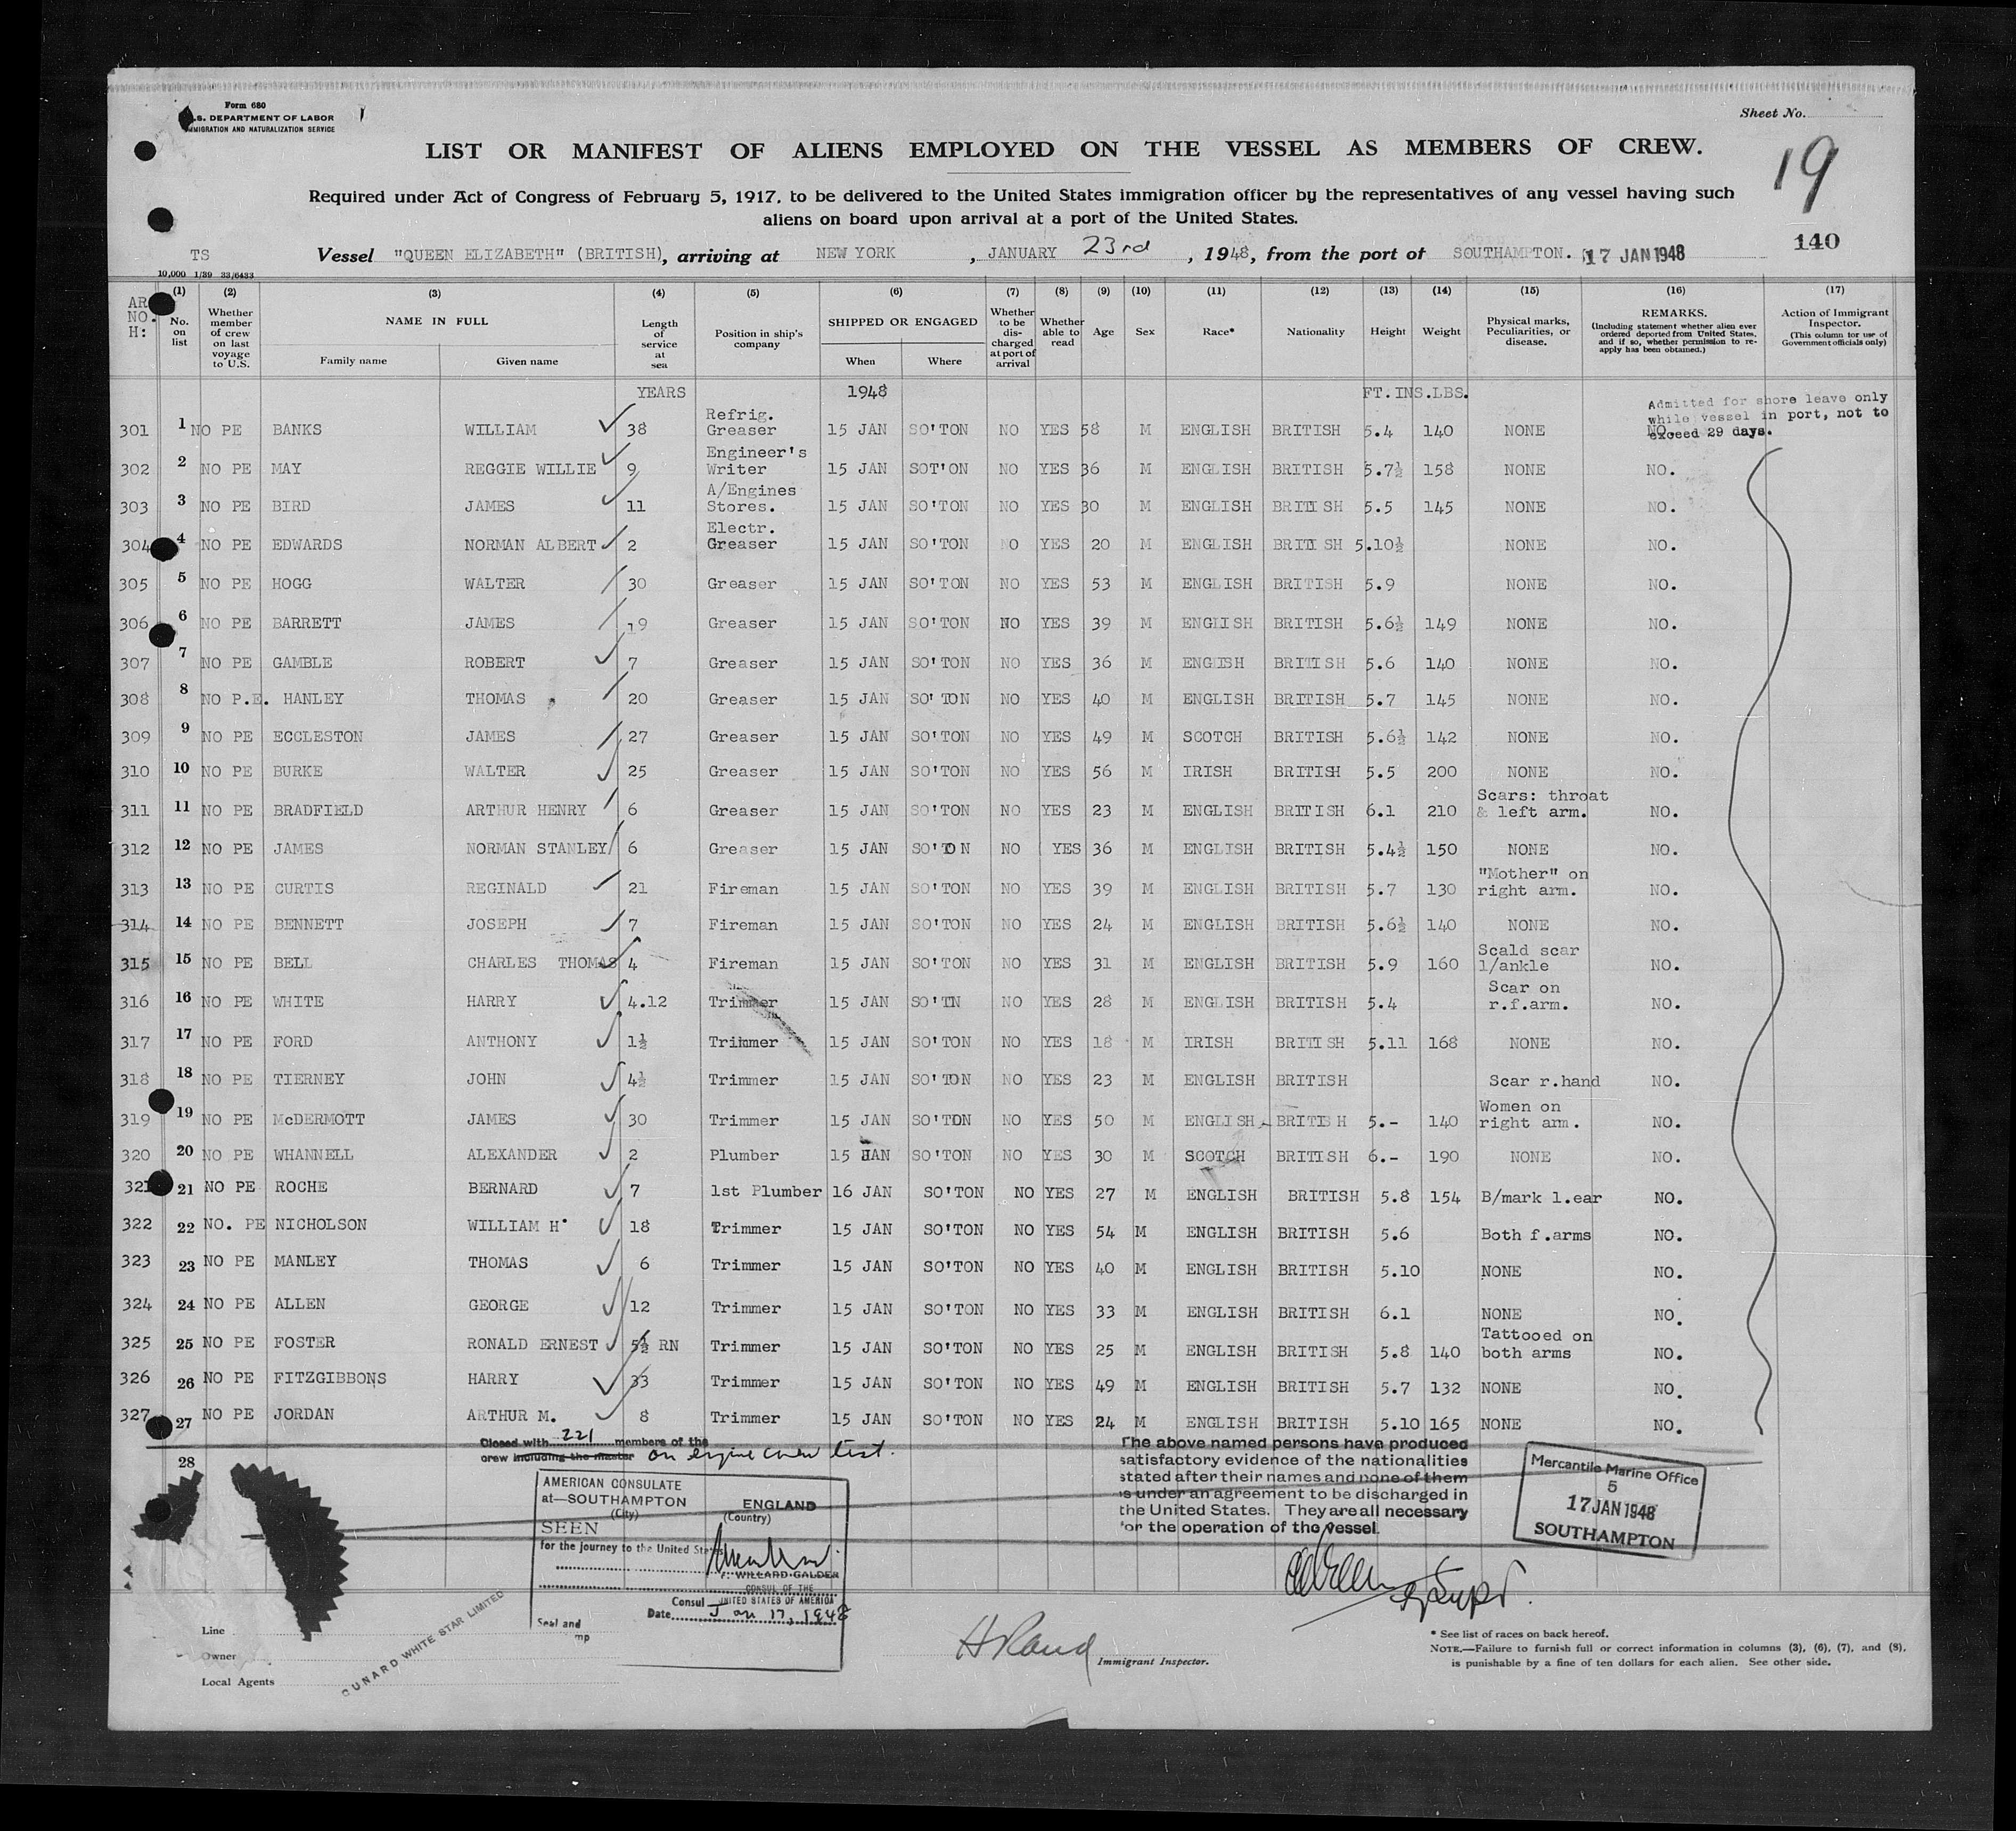 Form 680
U.S. DEPARTMENT OF LABOR
IMMIGRATION AND NATURALIZATION SERVICE
Sheet No.
LIST OR MANIFEST OF ALIENS EMPLOYED ON THE VESSEL AS MEMBERS OF CREW.
19
Required under Act of Congress of February 5, 1917, to be delivered to the United States immigration officer by the representatives of any vessel having such
aliens on board upon arrival at a port of the United States.
140
TS Vessel "QUEEN ELIZABETH" (BRITISH), arriving at NEW YORK, JANUARY 23rd, 1948, from the port of SOUTHAMPTON. 17 JAN 1948
10,000 1/39 33/6433
AR NO. H:
(1) No. on list
(2) Whether member of crew on last voyage to U.S.
(3) NAME IN FULL Family name Given name
(4) Length of service at sea
(5) Position in ship's company
(6) SHIPPED OR ENGAGED When Where
(7) Whether to be discharged at port of arrival
(8) Whether able to read
(9) Age
(10) Sex
(11) Race*
(12) Nationality
(13) Height
(14) Weight
(15) Physical marks, Peculiarities, or disease.
(16) REMARKS. (Including statement whether alien ever ordered deported from United States, and if so, whether permission to re-apply has been obtained.)
(17) Action of Immigrant Inspector. (This column for use of Government officials only)
YEARS 1948 FT.INS.LBS.
Admitted for shore leave only
while vessel in port, not to
exceed 29 days.
301 1 NO PE BANKS WILLIAM 38 Refrig. Greaser 15 JAN SO'TON NO YES 58 M ENGLISH BRITISH 5.4 140 NONE NO.
302 2 NO PE MAY REGGIE WILLIE 9 Engineer's Writer 15 JAN SOT'ON NO YES 36 M ENGLISH BRITISH 5.7½ 158 NONE NO.
303 3 NO PE BIRD JAMES 11 A/Engines Stores. 15 JAN SO'TON NO YES 30 M ENGLISH BRITISH 5.5 145 NONE NO.
304 4 NO PE EDWARDS NORMAN ALBERT 2 Electr. Greaser 15 JAN SO'TON NO YES 20 M ENGLISH BRITISH 5.10½ NONE NO.
305 5 NO PE HOGG WALTER 30 Greaser 15 JAN SO'TON NO YES 53 M ENGLISH BRITISH 5.9 NONE NO.
306 6 NO PE BARRETT JAMES 19 Greaser 15 JAN SO'TON NO YES 39 M ENGLISH BRITISH 5.6½ 149 NONE NO.
307 7 NO PE GAMBLE ROBERT 7 Greaser 15 JAN SO'TON NO YES 36 M ENGLISH BRITISH 5.6 140 NONE NO.
308 8 NO P.E. HANLEY THOMAS 20 Greaser 15 JAN SO'TON NO YES 40 M ENGLISH BRITISH 5.7 145 NONE NO.
309 9 NO PE ECCLESTON JAMES 27 Greaser 15 JAN SO'TON NO YES 49 M SCOTCH BRITISH 5.6½ 142 NONE NO.
310 10 NO PE BURKE WALTER 25 Greaser 15 JAN SO'TON NO YES 56 M IRISH BRITISH 5.5 200 NONE NO.
311 11 NO PE BRADFIELD ARTHUR HENRY 6 Greaser 15 JAN SO'TON NO YES 23 M ENGLISH BRITISH 6.1 210 Scars: throat & left arm. NO.
312 12 NO PE JAMES NORMAN STANLEY 6 Greaser 15 JAN SO'TON NO YES 36 M ENGLISH BRITISH 5.4½ 150 NONE NO.
313 13 NO PE CURTIS REGINALD 21 Fireman 15 JAN SO'TON NO YES 39 M ENGLISH BRITISH 5.7 130 "Mother" on right arm. NO.
314 14 NO PE BENNETT JOSEPH 7 Fireman 15 JAN SO'TON NO YES 24 M ENGLISH BRITISH 5.6½ 140 NONE NO.
315 15 NO PE BELL CHARLES THOMAS 4 Fireman 15 JAN SO'TON NO YES 31 M ENGLISH BRITISH 5.9 160 Scald scar l/ankle NO.
316 16 NO PE WHITE HARRY 4.12 Trimmer 15 JAN SO'TN NO YES 28 M ENGLISH BRITISH 5.4 Scar on r.f.arm. NO.
317 17 NO PE FORD ANTHONY 1½ Trimmer 15 JAN SO'TON NO YES 18 M IRISH BRITISH 5.11 168 NONE NO.
318 18 NO PE TIERNEY JOHN 4½ Trimmer 15 JAN SO'TON NO YES 23 M ENGLISH BRITISH Scar r.hand NO.
319 19 NO PE McDERMOTT JAMES 30 Trimmer 15 JAN SO'TON NO YES 50 M ENGLISH BRITISH 5.- 140 Women on right arm. NO.
320 20 NO PE WHANNELL ALEXANDER 2 Plumber 15 JAN SO'TON NO YES 30 M SCOTCH BRITISH 6.- 190 NONE NO.
321 21 NO PE ROCHE BERNARD 7 1st Plumber 16 JAN SO'TON NO YES 27 M ENGLISH BRITISH 5.8 154 B/mark l.ear NO.
322 22 NO. PE NICHOLSON WILLIAM H. 18 Trimmer 15 JAN SO'TON NO YES 54 M ENGLISH BRITISH 5.6 Both f.arms NO.
323 23 NO PE MANLEY THOMAS 6 Trimmer 15 JAN SO'TON NO YES 40 M ENGLISH BRITISH 5.10 NONE NO.
324 24 NO PE ALLEN GEORGE 12 Trimmer 15 JAN SO'TON NO YES 33 M ENGLISH BRITISH 6.1 NONE NO.
325 25 NO PE FOSTER RONALD ERNEST 5½ RN Trimmer 15 JAN SO'TON NO YES 25 M ENGLISH BRITISH 5.8 140 Tattooed on both arms NO.
326 26 NO PE FITZGIBBONS HARRY 33 Trimmer 15 JAN SO'TON NO YES 49 M ENGLISH BRITISH 5.7 132 NONE NO.
327 27 NO PE JORDAN ARTHUR M. 8 Trimmer 15 JAN SO'TON NO YES 24 M ENGLISH BRITISH 5.10 165 NONE NO.
28
Closed with 221 members of the
crew including the master on engine crew list.
AMERICAN CONSULATE
at—SOUTHAMPTON ENGLAND
(City) (Country)
SEEN
for the journey to the United States
F. WILLARD GALDER
CONSUL OF THE
Consul UNITED STATES OF AMERICA
Date Jan 17, 1948
Seal and
The above named persons have produced
satisfactory evidence of the nationalities
stated after their names and none of them
is under an agreement to be discharged in
the United States. They are all necessary
for the operation of the vessel.
Mercantile Marine Office
5
17 JAN 1948
SOUTHAMPTON
Line
Owner
Local Agents
CUNARD WHITE STAR LIMITED
H Rand
Immigrant Inspector.
* See list of races on back hereof.
NOTE.—Failure to furnish full or correct information in columns (3), (6), (7), and (8),
is punishable by a fine of ten dollars for each alien. See other side.